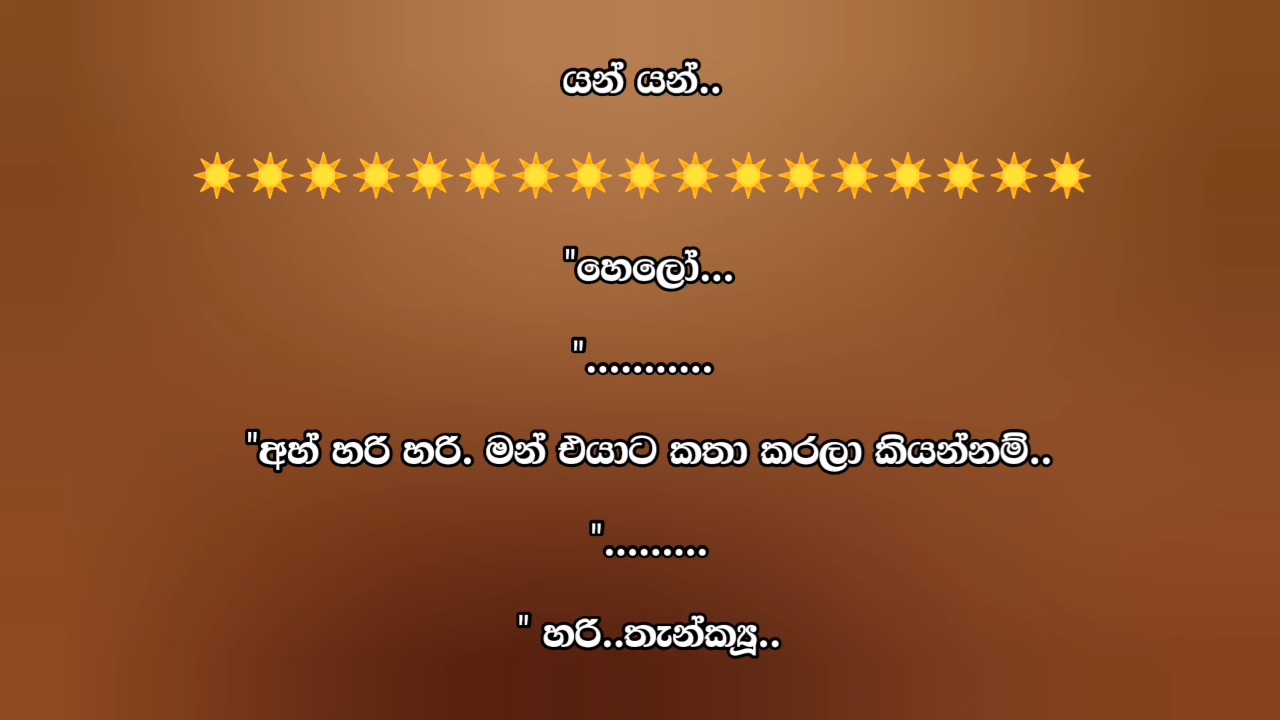 යන් යන්..
☀️☀️☀️☀️☀️☀️☀️☀️☀️☀️☀️☀️☀️☀️☀️☀️☀️
"හෙලෝ...
"...........
"අහ් හරි හරි. මන් එයාට කතා කරලා කියන්නම්..
".........
" හරි..තැන්ක්‍යූ..